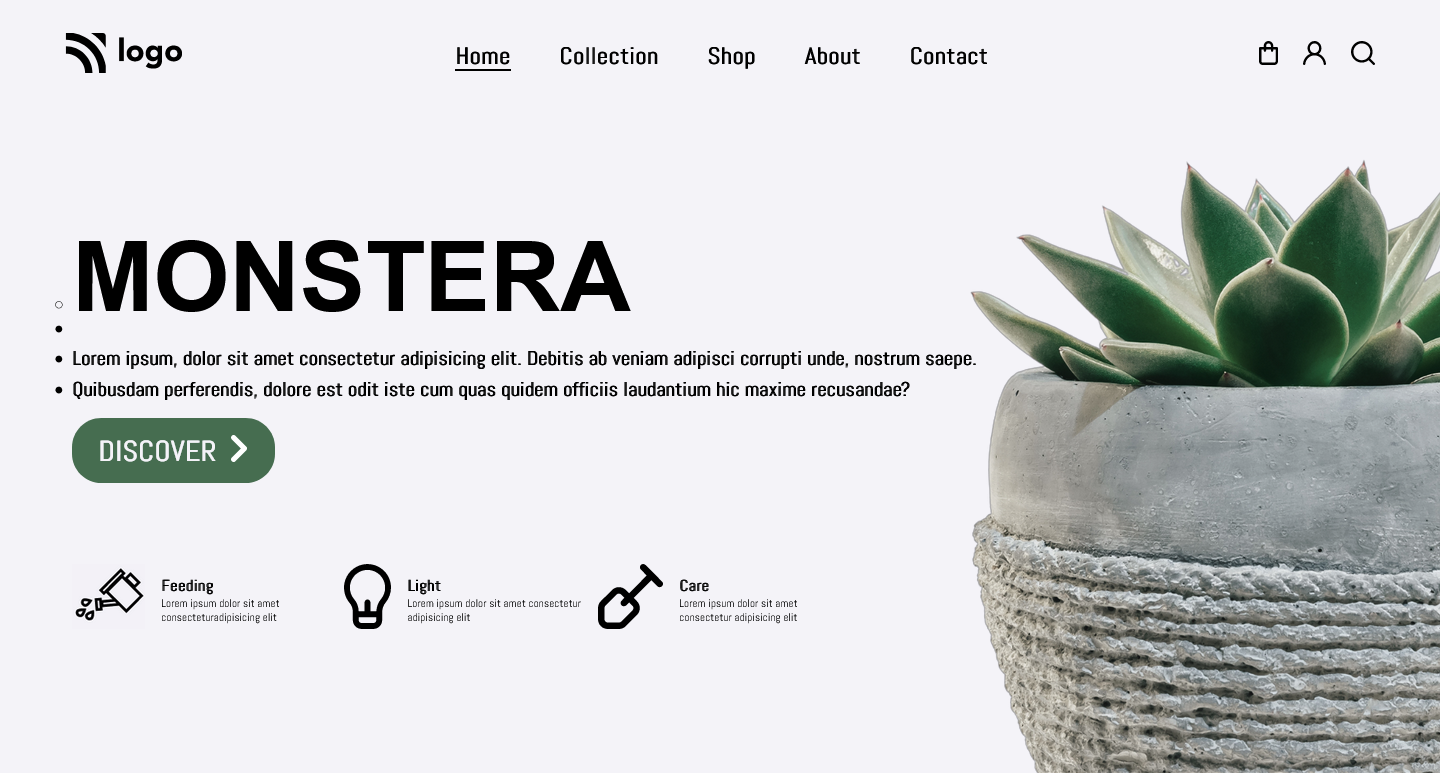 logo
Home Collection Shop About Contact
MONSTERA
Lorem ipsum, dolor sit amet consectetur adipisicing elit. Debitis ab veniam adipisci corrupti unde, nostrum saepe.
Quibusdam perferendis, dolore est odit iste cum quas quidem officiis laudantium hic maxime recusandae?
DISCOVER
Feeding
Lorem ipsum dolor sit amet
consecteturadipisicing elit
Light
Lorem ipsum dolor sit amet consectetur
adipisicing elit
Care
Lorem ipsum dolor sit amet
consectetur adipisicing elit